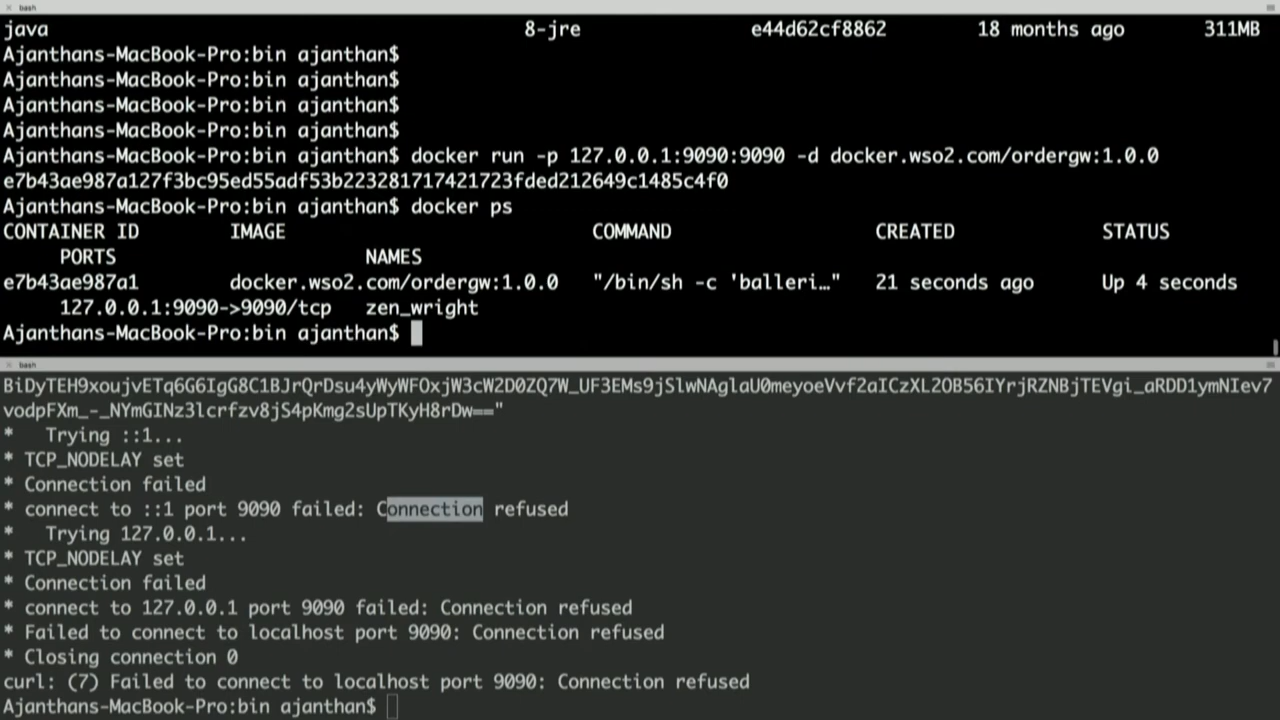 bash
java 8-jre e44d62cf8862 18 months ago 311MB
Ajanthans-MacBook-Pro:bin ajanthan$
Ajanthans-MacBook-Pro:bin ajanthan$
Ajanthans-MacBook-Pro:bin ajanthan$
Ajanthans-MacBook-Pro:bin ajanthan$
Ajanthans-MacBook-Pro:bin ajanthan$ docker run -p 127.0.0.1:9090:9090 -d docker.wso2.com/ordergw:1.0.0
e7b43ae987a127f3bc95ed55adf53b223281717421723fded212649c1485c4f0
Ajanthans-MacBook-Pro:bin ajanthan$ docker ps
CONTAINER ID IMAGE COMMAND CREATED STATUS
PORTS NAMES
e7b43ae987a1 docker.wso2.com/ordergw:1.0.0 "/bin/sh -c 'balleri…" 21 seconds ago Up 4 seconds
127.0.0.1:9090->9090/tcp zen_wright
Ajanthans-MacBook-Pro:bin ajanthan$
bash
BiDyTEH9xoujvETq6G6IgG8C1BJrQrDsu4yWyWFOxjW3cW2D0ZQ7W_UF3EMs9jSlwNAglaU0meyoeVvf2aICzXL2OB56IYrjRZNBjTEVgi_aRDD1ymNIev7
vodpFXm_-_NYmGINz3lcrfzv8jS4pKmg2sUpTKyH8rDw=="
* Trying ::1...
* TCP_NODELAY set
* Connection failed
* connect to ::1 port 9090 failed: Connection refused
* Trying 127.0.0.1...
* TCP_NODELAY set
* Connection failed
* connect to 127.0.0.1 port 9090 failed: Connection refused
* Failed to connect to localhost port 9090: Connection refused
* Closing connection 0
curl: (7) Failed to connect to localhost port 9090: Connection refused
Ajanthans-MacBook-Pro:bin ajanthan$